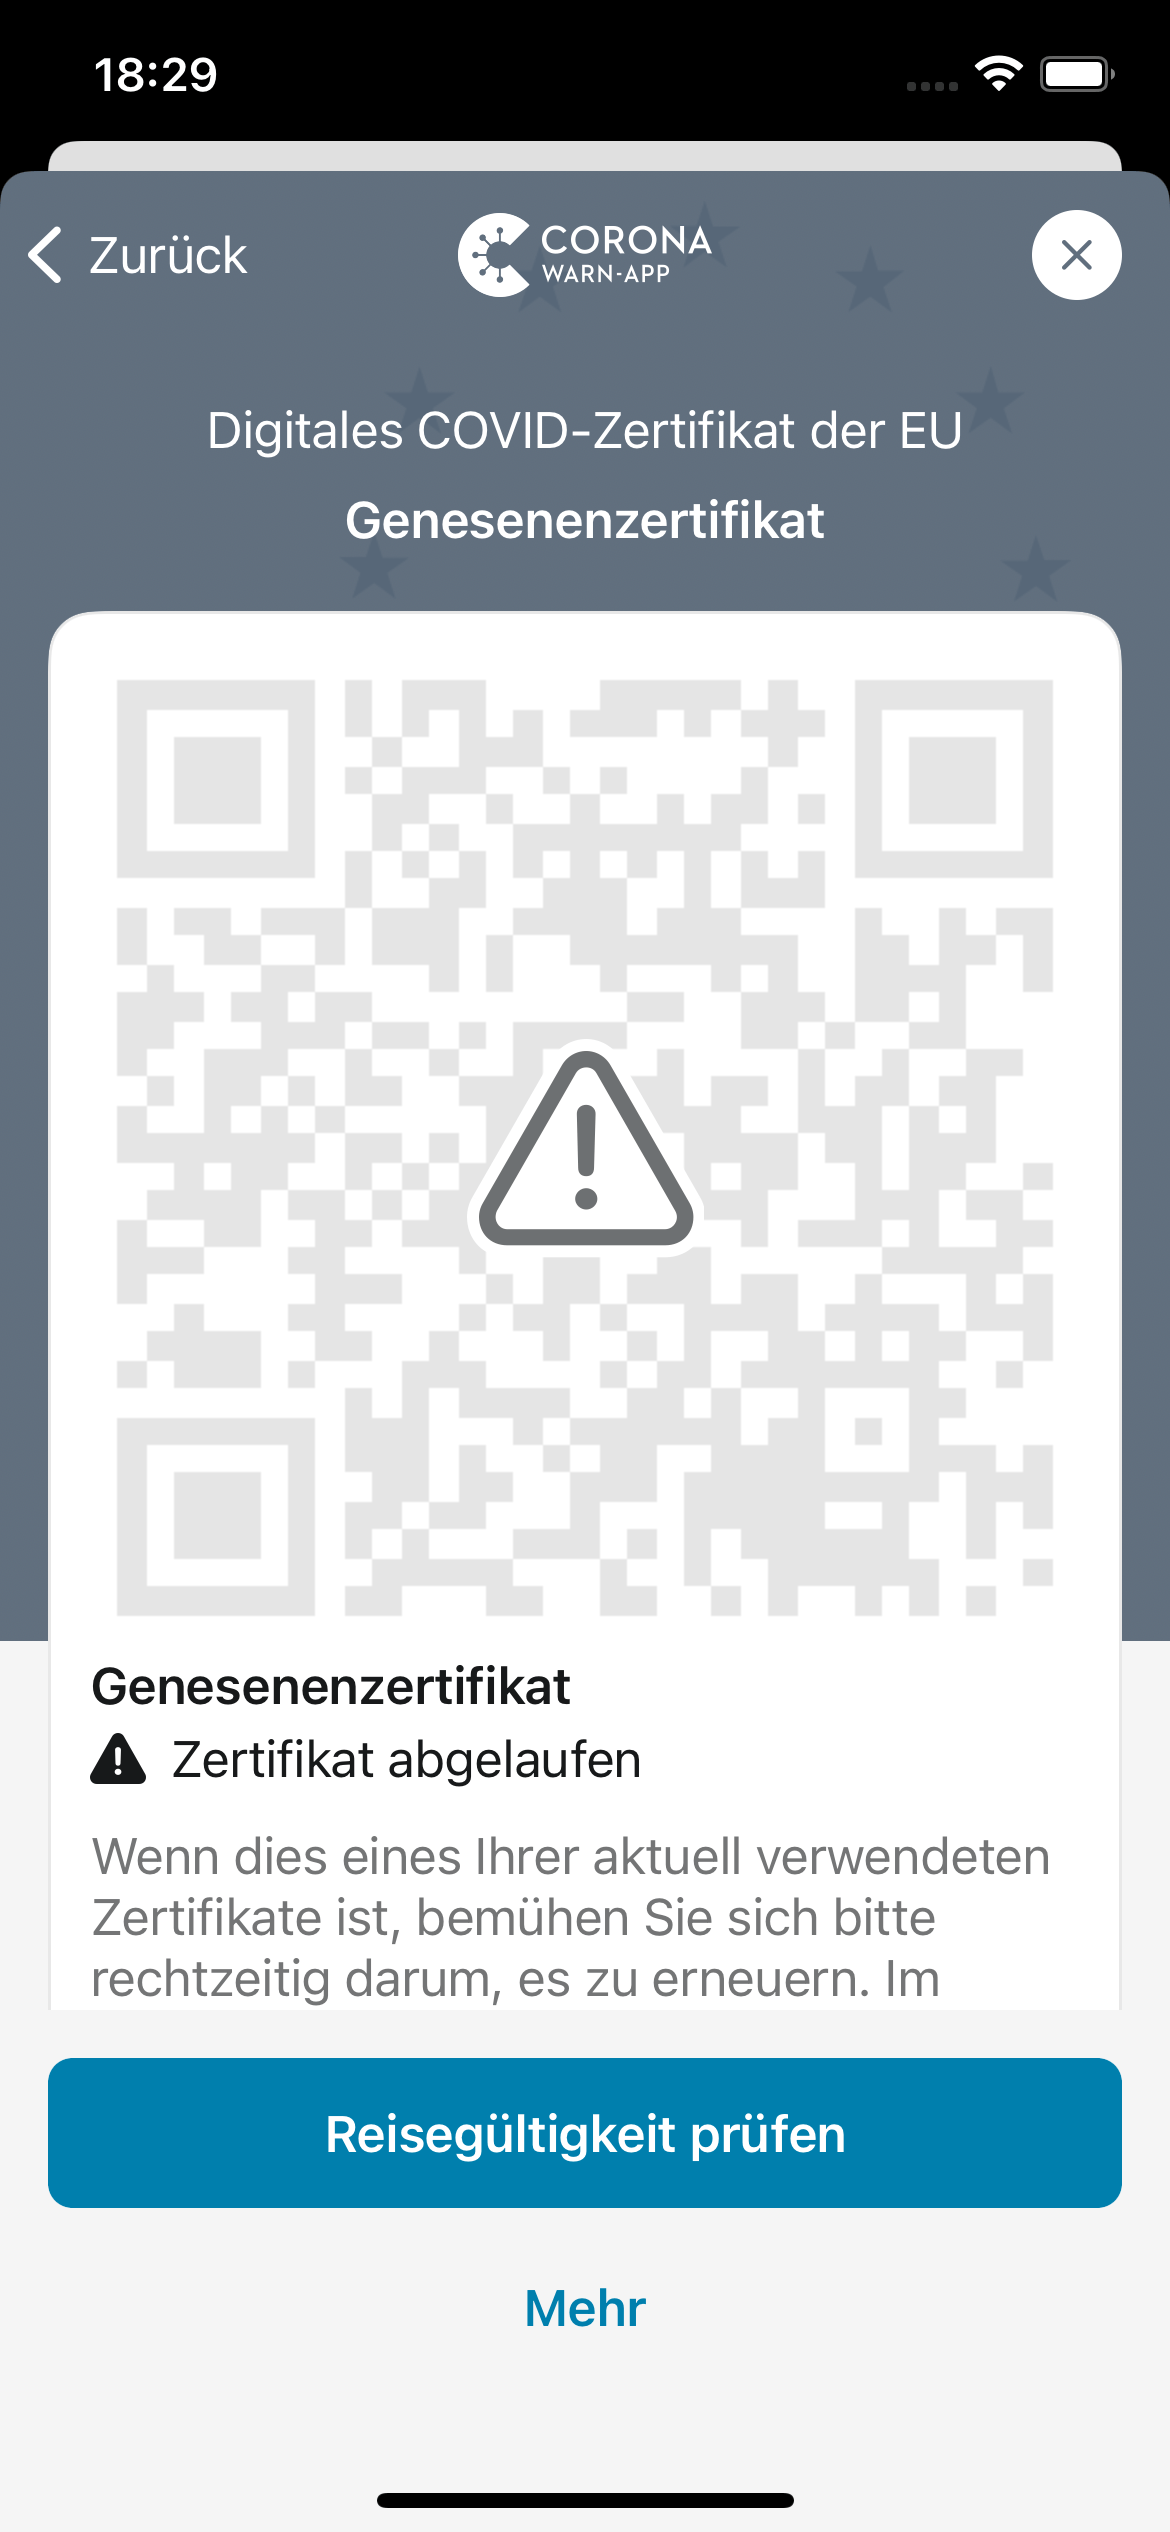 18:29
Zurück
CORONA
WARN-APP
Digitales COVID-Zertifikat der EU
Genesenenzertifikat
Genesenenzertifikat
Zertifikat abgelaufen
Wenn dies eines Ihrer aktuell verwendeten
Zertifikate ist, bemühen Sie sich bitte
rechtzeitig darum, es zu erneuern. Im
Reisegültigkeit prüfen
Mehr